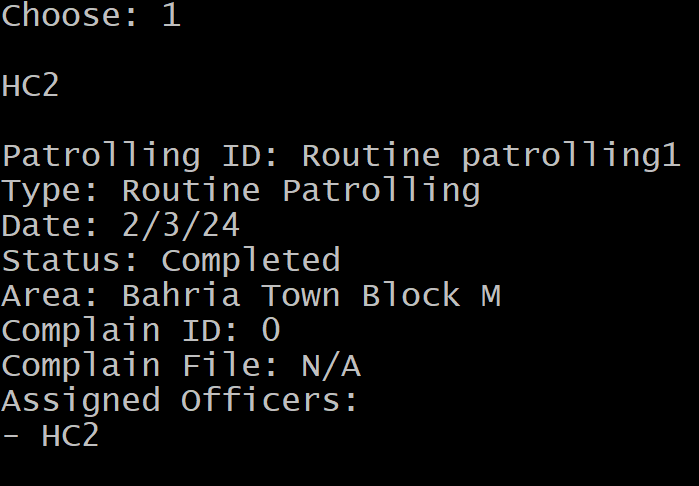 Choose: 1
HC2
Patrolling ID: Routine patrolling1
Type: Routine Patrolling
Date: 2/3/24
Status: Completed
Area: Bahria Town Block M
Complain ID: 0
Complain File: N/A
Assigned Officers:
- HC2